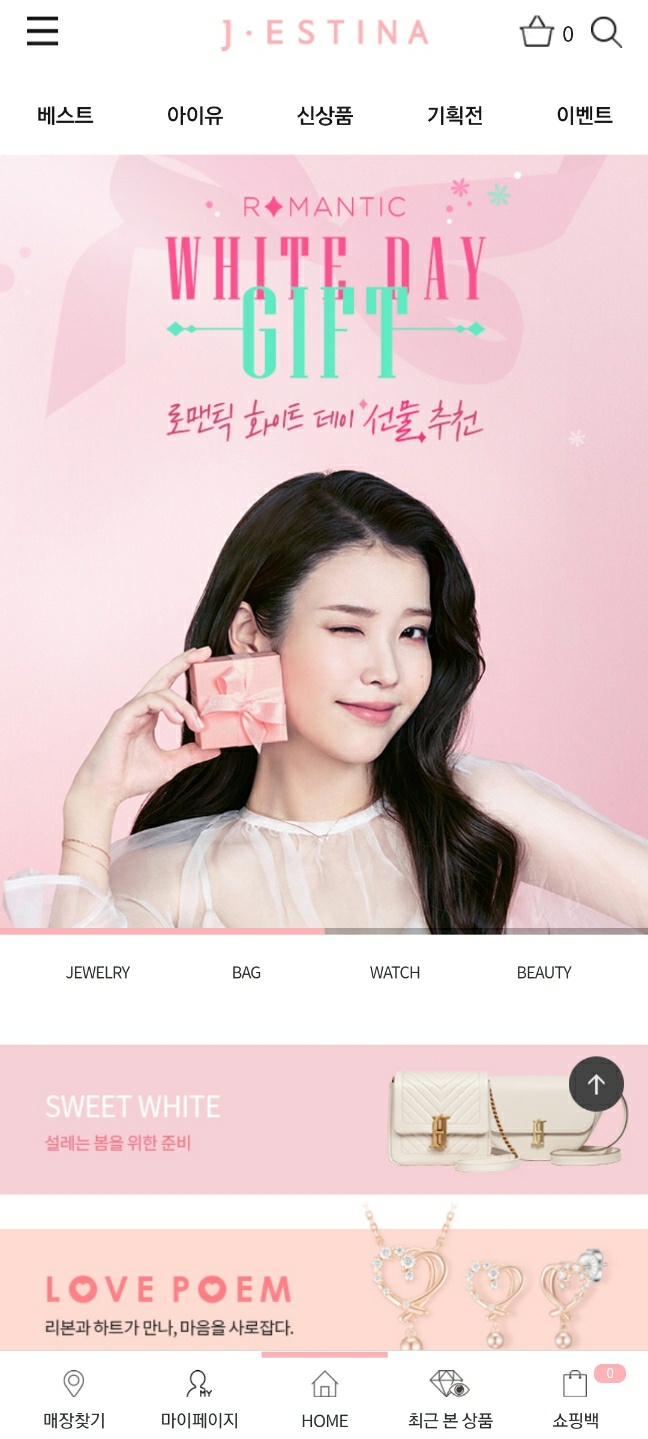 J·ESTINA
0
베스트 아이유 신상품 기획전 이벤트
ROMANTIC
WHITE DAY
GIFT
로맨틱 화이트 데이 선물 추천
JEWELRY BAG WATCH BEAUTY
SWEET WHITE
설레는 봄을 위한 준비
LOVE POEM
리본과 하트가 만나, 마음을 사로잡다.
MY
0
매장찾기 마이페이지 HOME 최근 본 상품 쇼핑백